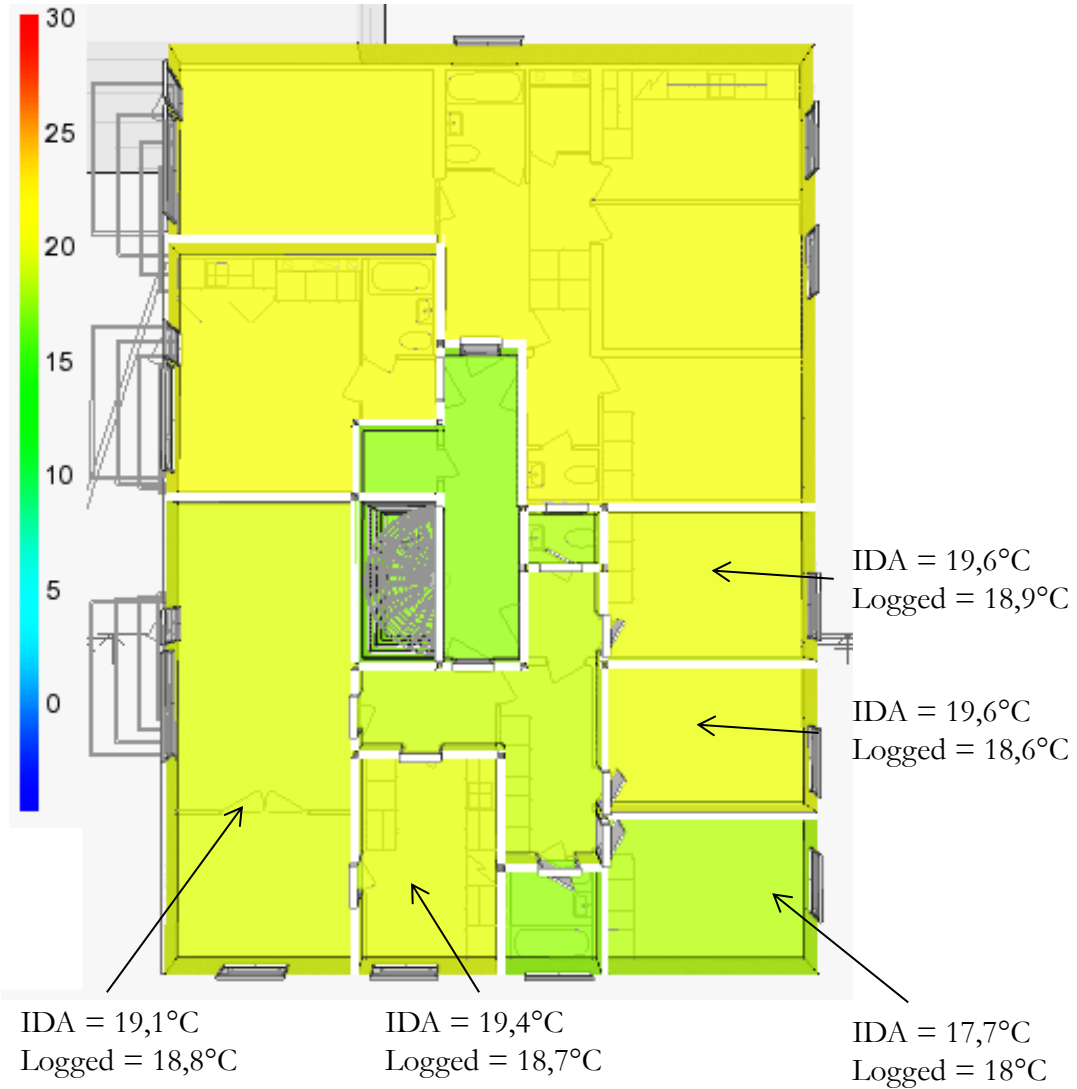 30
25
20
15
10
5
0
IDA = 19,6°C
Logged = 18,9°C
IDA = 19,6°C
Logged = 18,6°C
IDA = 19,1°C
Logged = 18,8°C
IDA = 19,4°C
Logged = 18,7°C
IDA = 17,7°C
Logged = 18°C